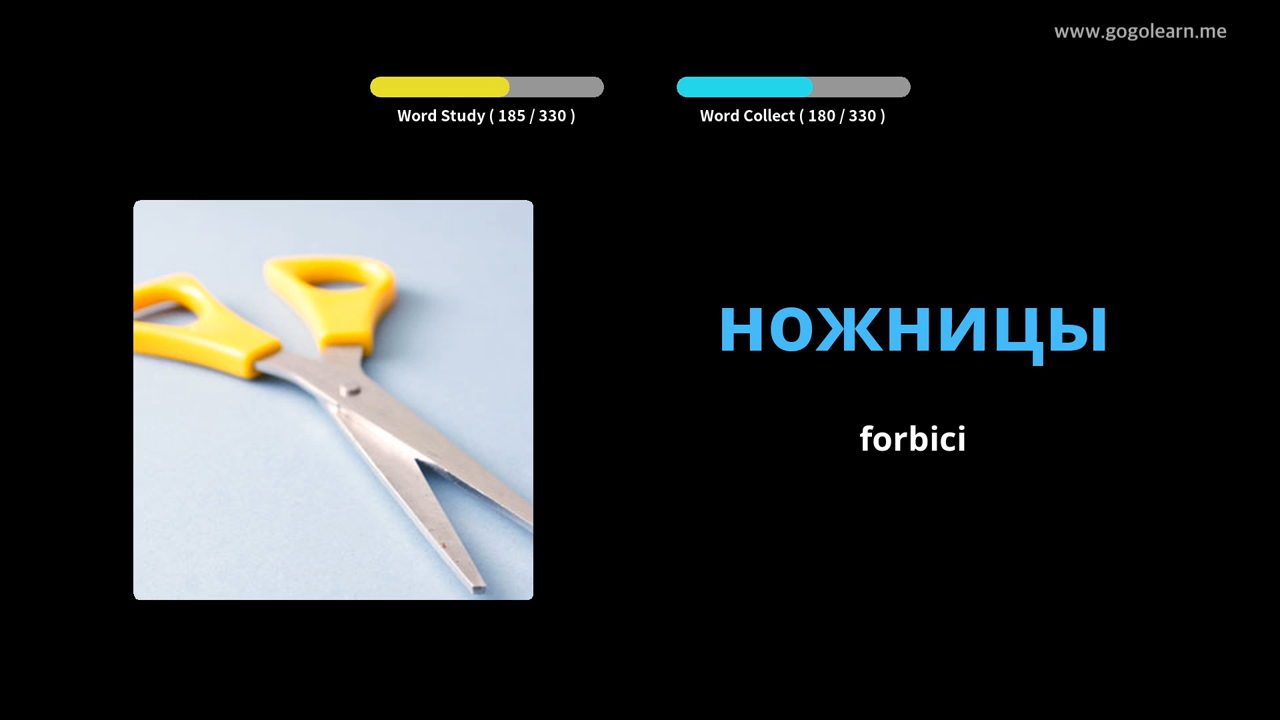 www.gogolearn.me
Word Study ( 185 / 330 )
Word Collect ( 180 / 330 )
ножницы
forbici